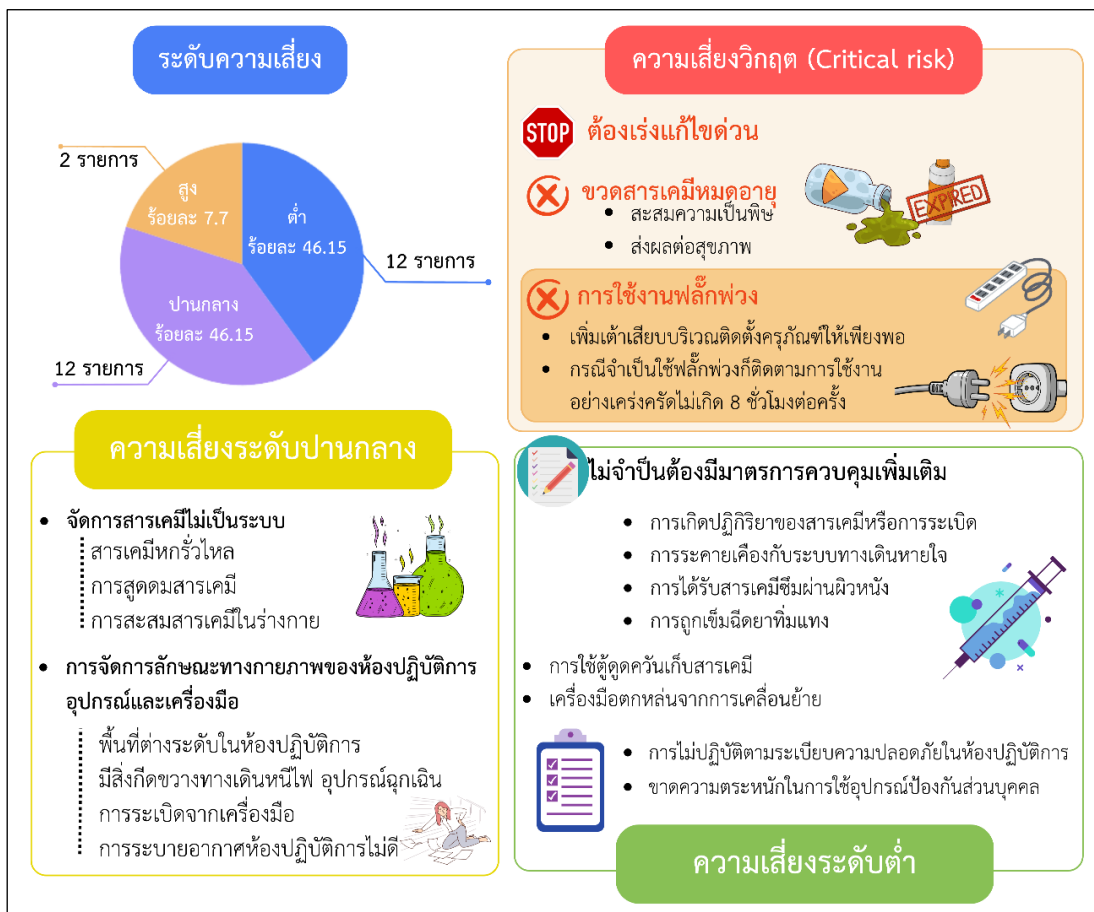 ระดับความเสี่ยง
2 รายการ
สูง
ร้อยละ 7.7
ต่ำ
ร้อยละ 46.15
12 รายการ
ปานกลาง
ร้อยละ 46.15
12 รายการ
ความเสี่ยงวิกฤต (Critical risk)
STOP
ต้องเร่งแก้ไขด่วน
ขวดสารเคมีหมดอายุ
สะสมความเป็นพิษ
ส่งผลต่อสุขภาพ
EXPIRED
การใช้งานฟลั๊กพ่วง
เพิ่มเต้าเสียบบริเวณติดตั้งครุภัณฑ์ให้เพียงพอ
กรณีจำเป็นใช้ฟลั๊กพ่วงก็ติดตามการใช้งาน
อย่างเคร่งครัดไม่เกิด 8 ชั่วโมงต่อครั้ง
ความเสี่ยงระดับปานกลาง
จัดการสารเคมีไม่เป็นระบบ
สารเคมีหกรั่วไหล
การสูดดมสารเคมี
การสะสมสารเคมีในร่างกาย
การจัดการลักษณะทางกายภาพของห้องปฏิบัติการ
อุปกรณ์และเครื่องมือ
พื้นที่ต่างระดับในห้องปฏิบัติการ
มีสิ่งกีดขวางทางเดินหนีไฟ อุปกรณ์ฉุกเฉิน
การระเบิดจากเครื่องมือ
การระบายอากาศห้องปฏิบัติการไม่ดี
ไม่จำป็นต้องมีมาตรการควบคุมเพิ่มเติม
การเกิดปฏิกิริยาของสารเคมีหรือการระเบิด
การระคายเคืองกับระบบทางเดินหายใจ
การได้รับสารเคมีซึมผ่านผิวหนัง
การถูกเข็มฉีดยาทิ่มแทง
การใช้ตู้ดูดควันเก็บสารเคมี
เครื่องมือตกหล่นจากการเคลื่อนย้าย
การไม่ปฏิบัติตามระเบียบความปลอดภัยในห้องปฏิบัติการ
ขาดความตระหนักในการใช้อุปกรณ์ป้องกันส่วนบุคคล
ความเสี่ยงระดับต่ำ